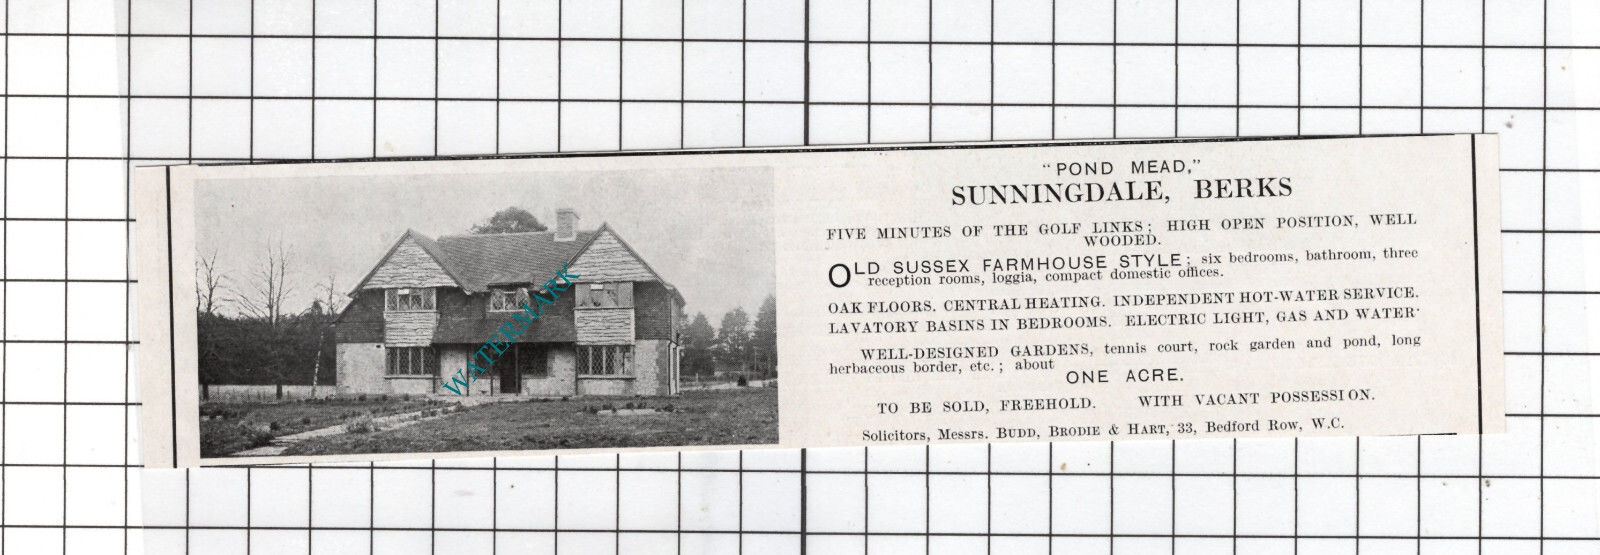 WATERMARK
"POND MEAD,"
SUNNINGDALE, BERKS
FIVE MINUTES OF THE GOLF LINKS; HIGH OPEN POSITION, WELL
WOODED.
OLD SUSSEX FARMHOUSE STYLE; six bedrooms, bathroom, three
reception rooms, loggia, compact domestic offices.
OAK FLOORS. CENTRAL HEATING. INDEPENDENT HOT-WATER SERVICE.
LAVATORY BASINS IN BEDROOMS. ELECTRIC LIGHT, GAS AND WATER.
WELL-DESIGNED GARDENS, tennis court, rock garden and pond, long
herbaceous border, etc.; about
ONE ACRE.
TO BE SOLD, FREEHOLD. WITH VACANT POSSESSION.
Solicitors, Messrs. BUDD, BRODIE & HART, 33, Bedford Row, W.C.